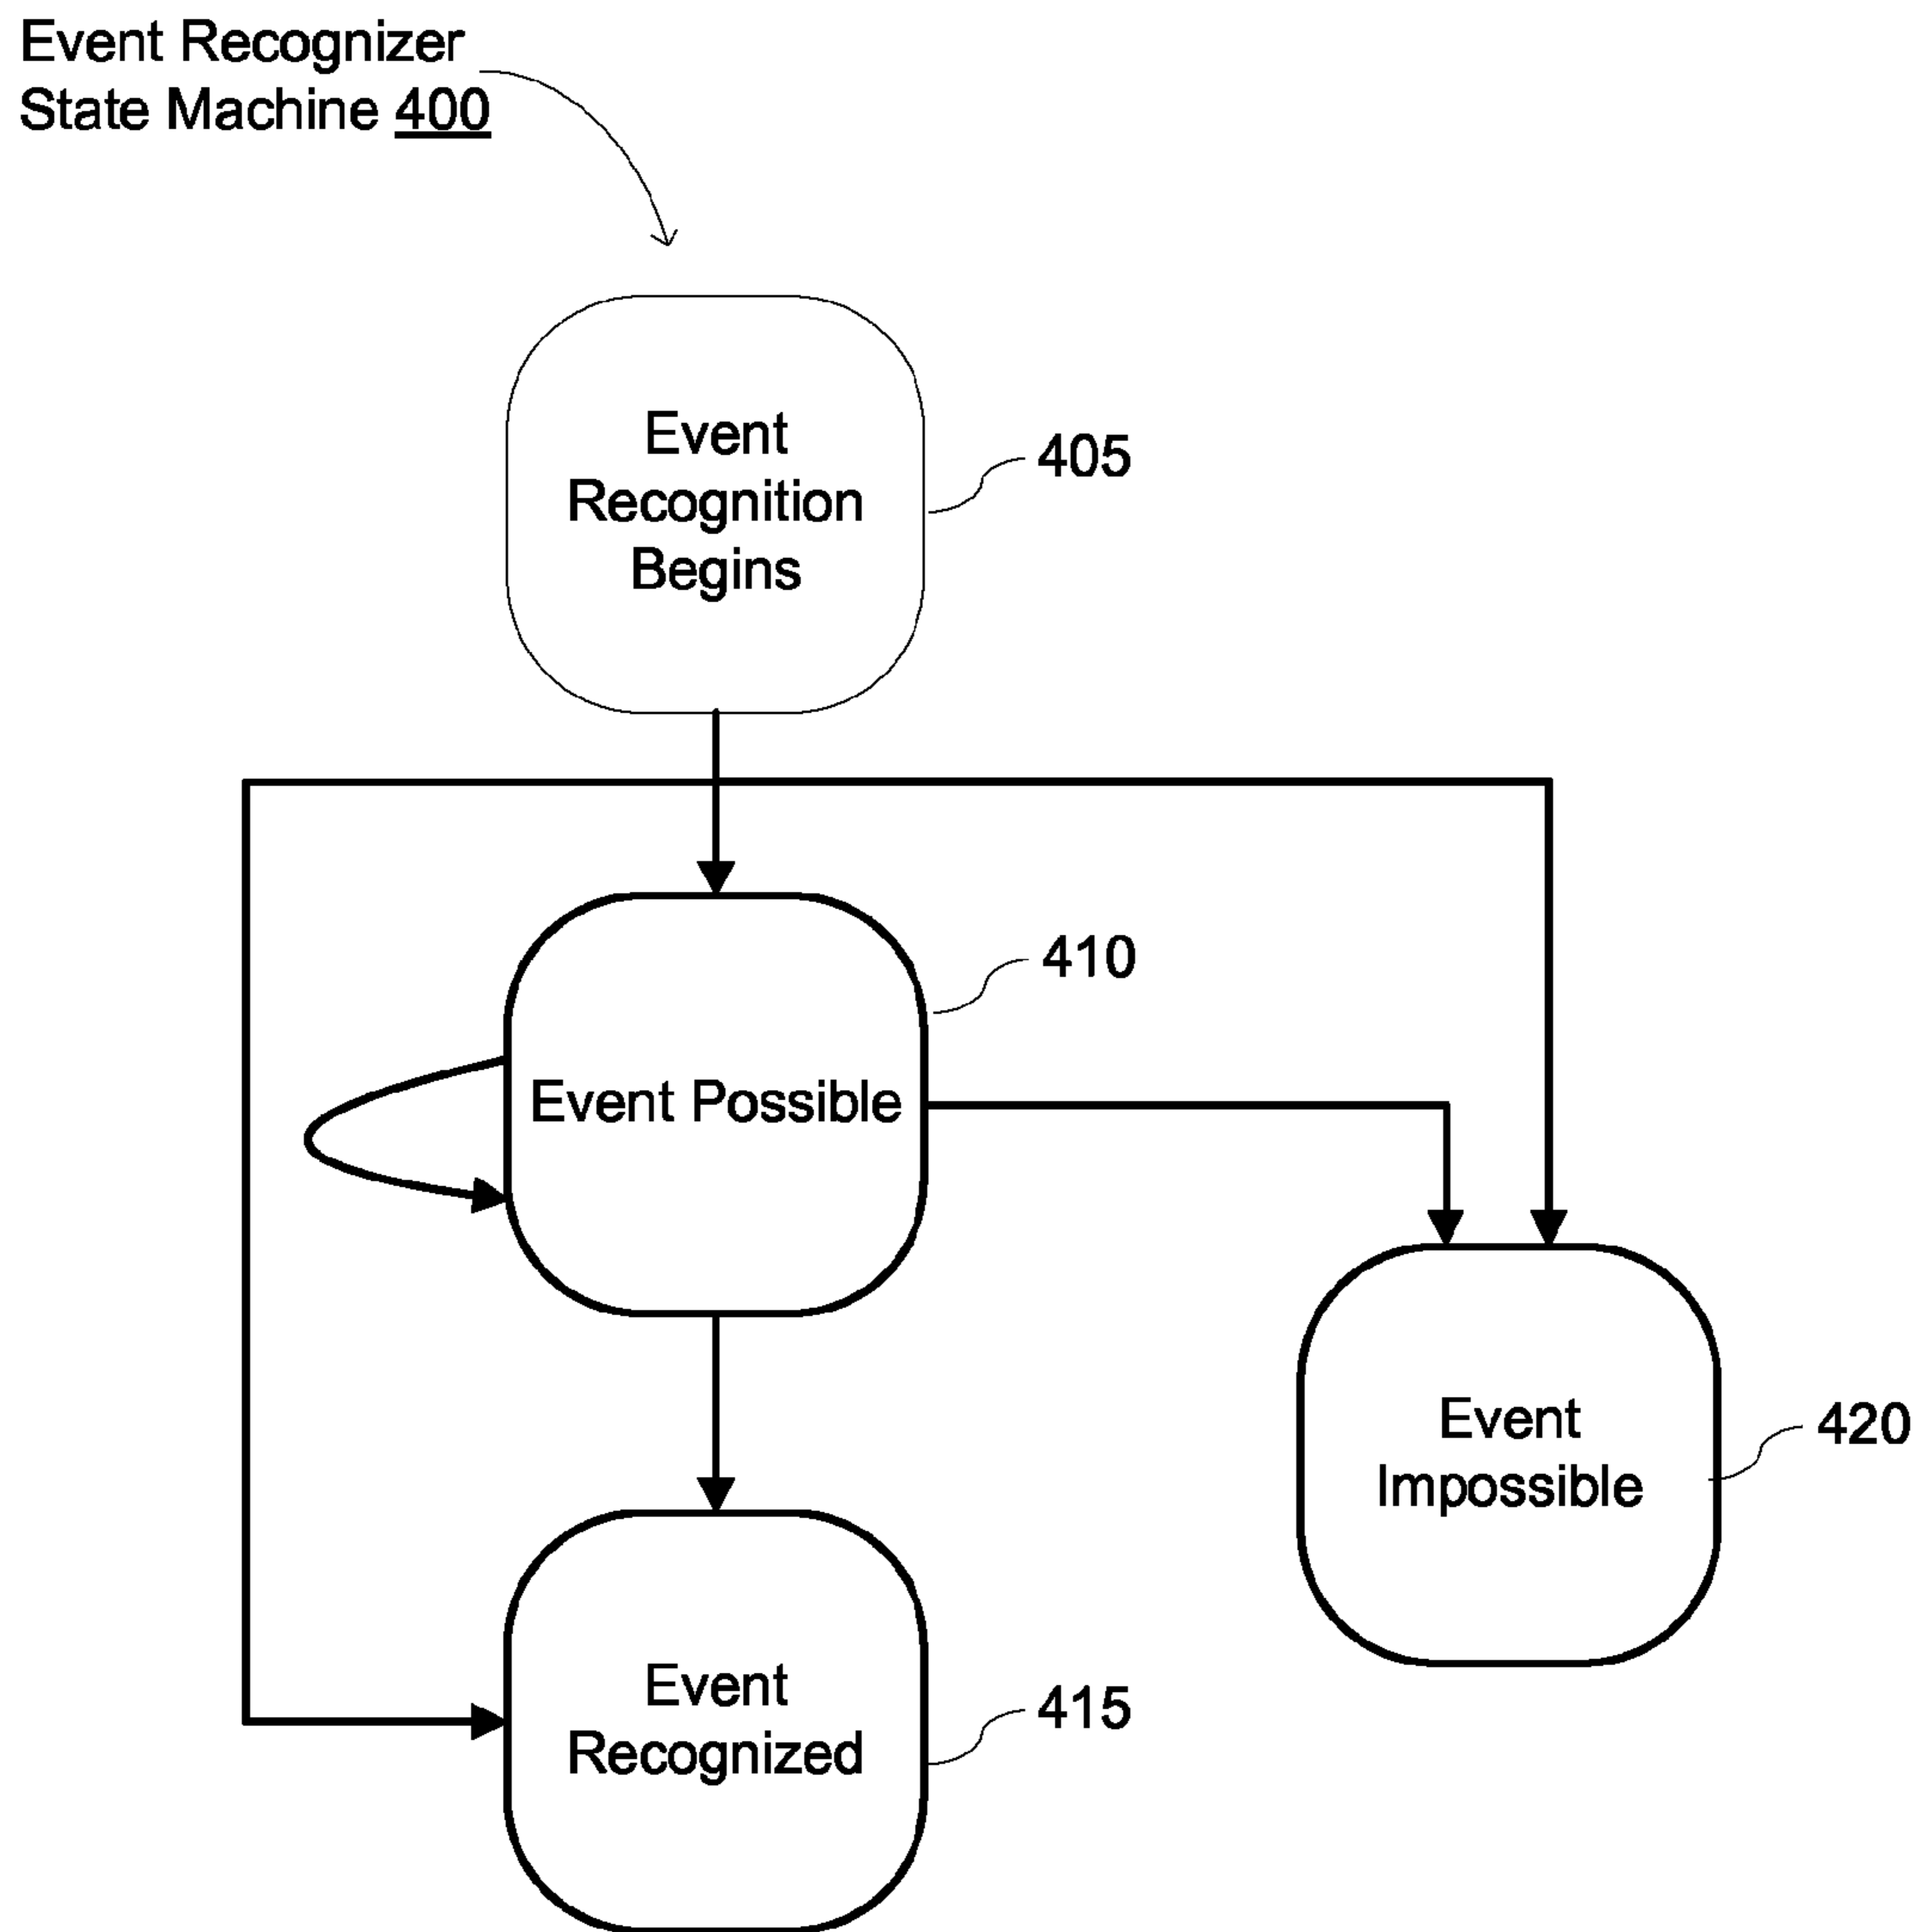 Event Recognizer
State Machine 400
Event
Recognition
Begins
405
410
Event Possible
Event
Impossible
420
Event
Recognized
415